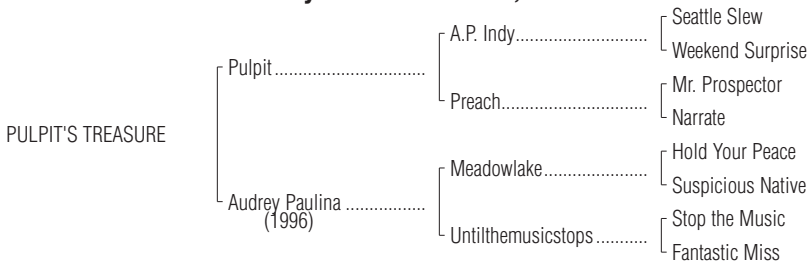 Seattle Slew
A.P. Indy..............................
Weekend Surprise
Pulpit..................................
Mr. Prospector
Preach.................................
Narrate
PULPIT'S TREASURE
Hold Your Peace
Meadowlake........................
Suspicious Native
Audrey Paulina ..................
(1996)
Stop the Music
Untilthemusicstops...........
Fantastic Miss